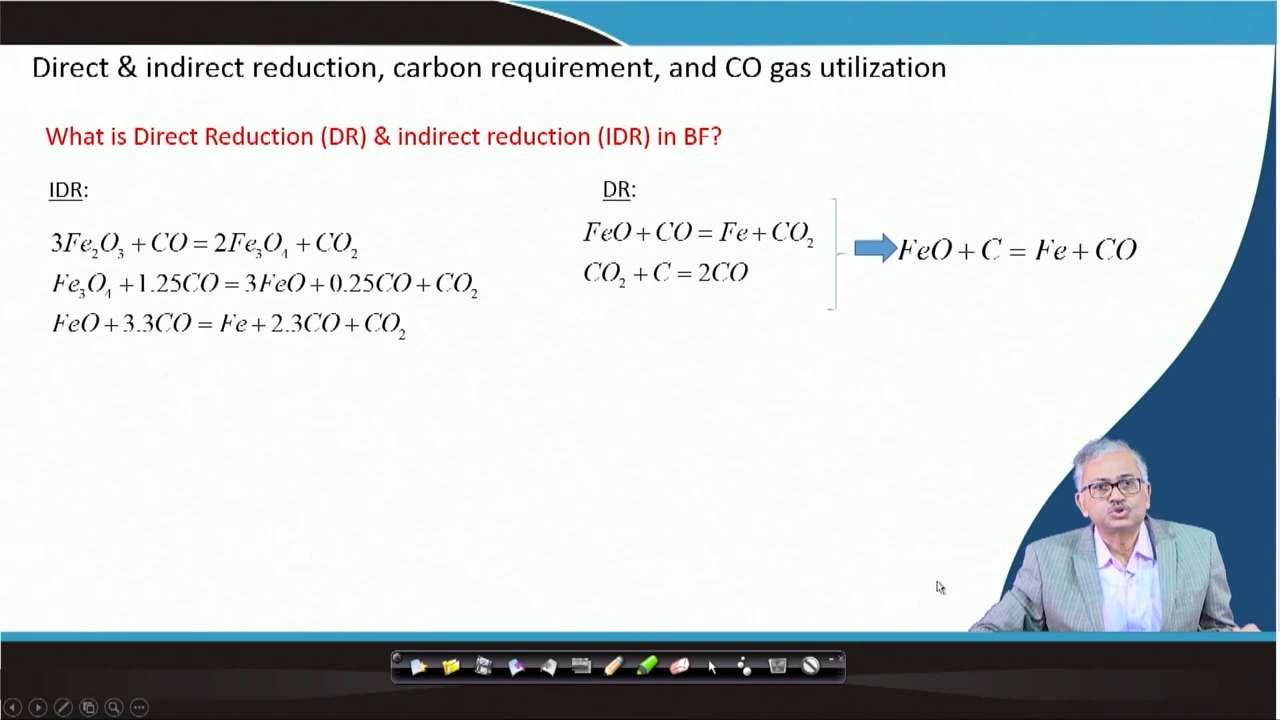 Direct & indirect reduction, carbon requirement, and CO gas utilization
What is Direct Reduction (DR) & indirect reduction (IDR) in BF?
IDR:
3Fe₂O₃ + CO = 2Fe₃O₄ + CO₂
Fe₃O₄ + 1.25CO = 3FeO + 0.25CO + CO₂
FeO + 3.3CO = Fe + 2.3CO + CO₂
DR:
FeO + CO = Fe + CO₂
CO₂ + C = 2CO
FeO + C = Fe + CO